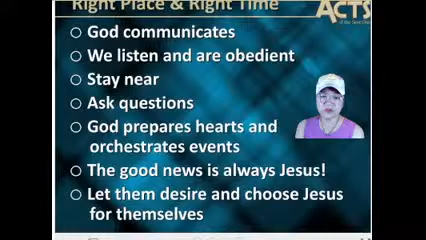 Right Place & Right Time
ACTS
God communicates
We listen and are obedient
Stay near
Ask questions
God prepares hearts and
orchestrates events
The good news is always Jesus!
Let them desire and choose Jesus
for themselves